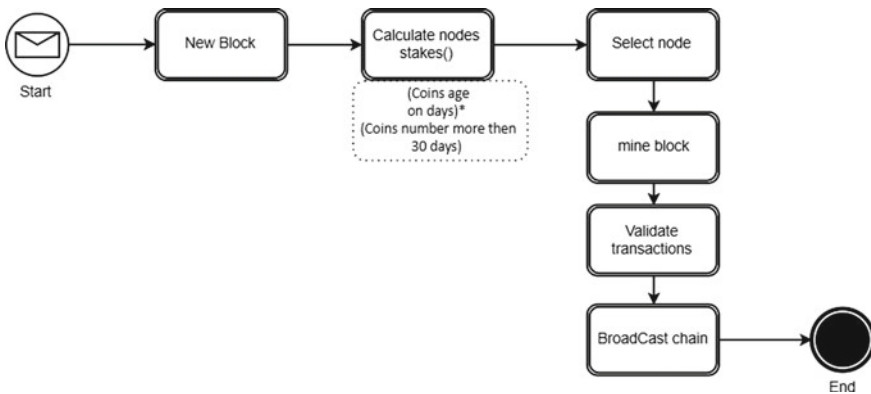 Start
New Block
Calculate nodes
stakes()
(Coins age
on days)*
(Coins number more then
30 days)
Select node
mine block
Validate
transactions
BroadCast chain
End